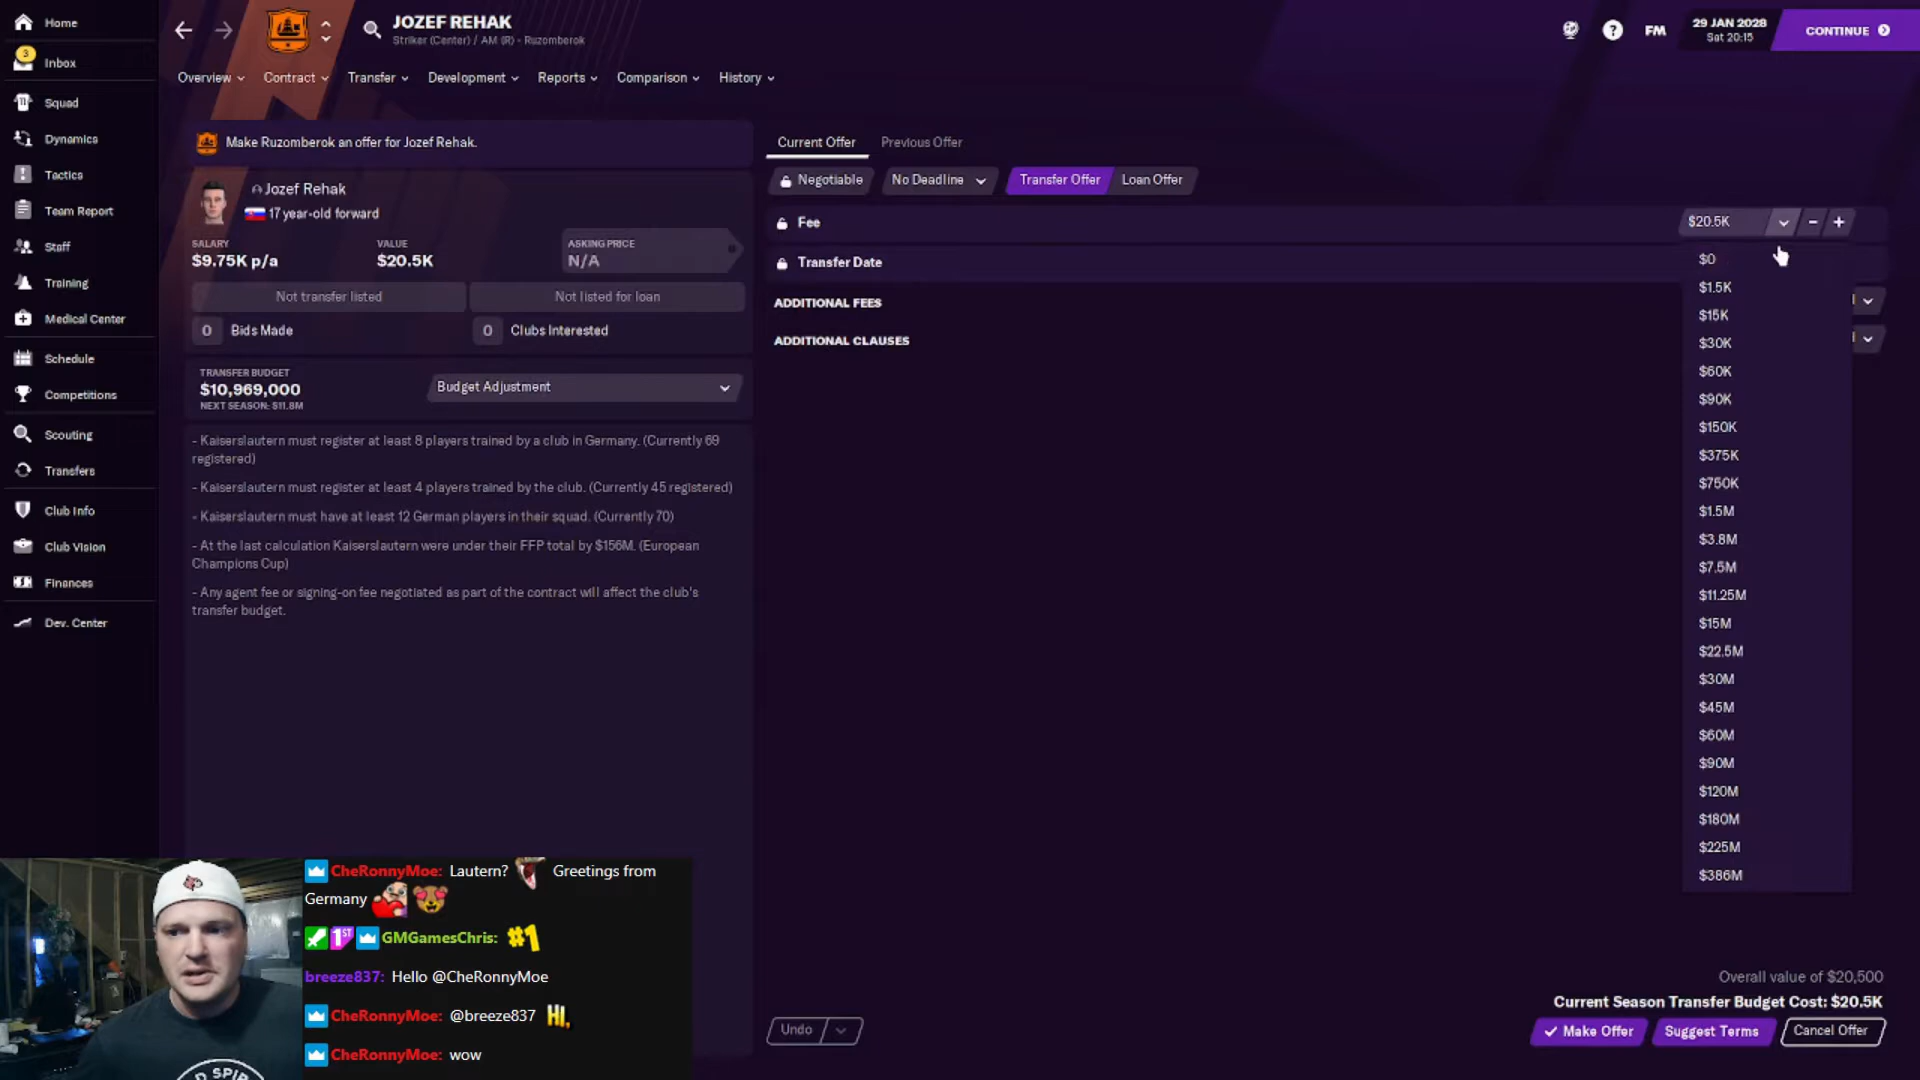 Home
3
Inbox
Squad
Dynamics
Tactics
Team Report
Staff
Training
Medical Center
Schedule
Competitions
Scouting
Transfers
Club Info
Club Vision
Finances
Dev. Center
JOZEF REHAK
Striker (Center) / AM (R) - Ruzomberok
FM
29 JAN 2028
Sat 20:15
CONTINUE
Overview
Contract
Transfer
Development
Reports
Comparison
History
Make Ruzomberok an offer for Jozef Rehak.
Jozef Rehak
17 year-old forward
SALARY
$9.75K p/a
VALUE
$20.5K
ASKING PRICE
N/A
Not transfer listed
Not listed for loan
0 Bids Made
0 Clubs Interested
TRANSFER BUDGET
$10,969,000
NEXT SEASON: $11.8M
Budget Adjustment
- Kaiserslautern must register at least 8 players trained by a club in Germany. (Currently 69
registered)
- Kaiserslautern must register at least 4 players trained by the club. (Currently 45 registered)
- Kaiserslautern must have at least 12 German players in their squad. (Currently 70)
- At the last calculation Kaiserslautern were under their FFP total by $156M. (European
Champions Cup)
- Any agent fee or signing-on fee negotiated as part of the contract will affect the club's
transfer budget.
Current Offer
Previous Offer
Negotiable
No Deadline
Transfer Offer
Loan Offer
Fee
$20.5K
Transfer Date
ADDITIONAL FEES
ADDITIONAL CLAUSES
$0
$1.5K
$15K
$30K
$60K
$90K
$150K
$375K
$750K
$1.5M
$3.8M
$7.5M
$11.25M
$15M
$22.5M
$30M
$45M
$60M
$90M
$120M
$180M
$225M
$386M
Undo
Overall value of $20,500
Current Season Transfer Budget Cost: $20.5K
Make Offer
Suggest Terms
Cancel Offer
CheRonnyMoe: Lautern? Greetings from
Germany
1ST GMGamesChris: #1
breeze837: Hello @CheRonnyMoe
CheRonnyMoe: @breeze837 HI,
CheRonnyMoe: wow